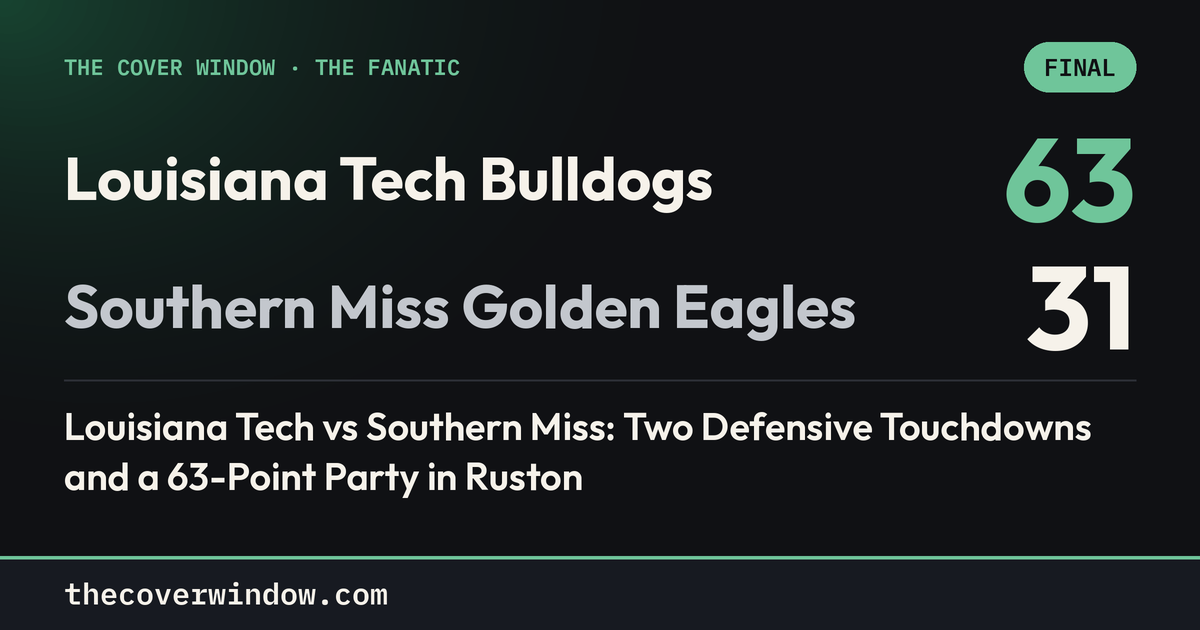 THE COVER WINDOW · THE FANATIC
FINAL
Louisiana Tech Bulldogs
63
Southern Miss Golden Eagles
31
Louisiana Tech vs Southern Miss: Two Defensive Touchdowns
and a 63-Point Party in Ruston
thecoverwindow.com